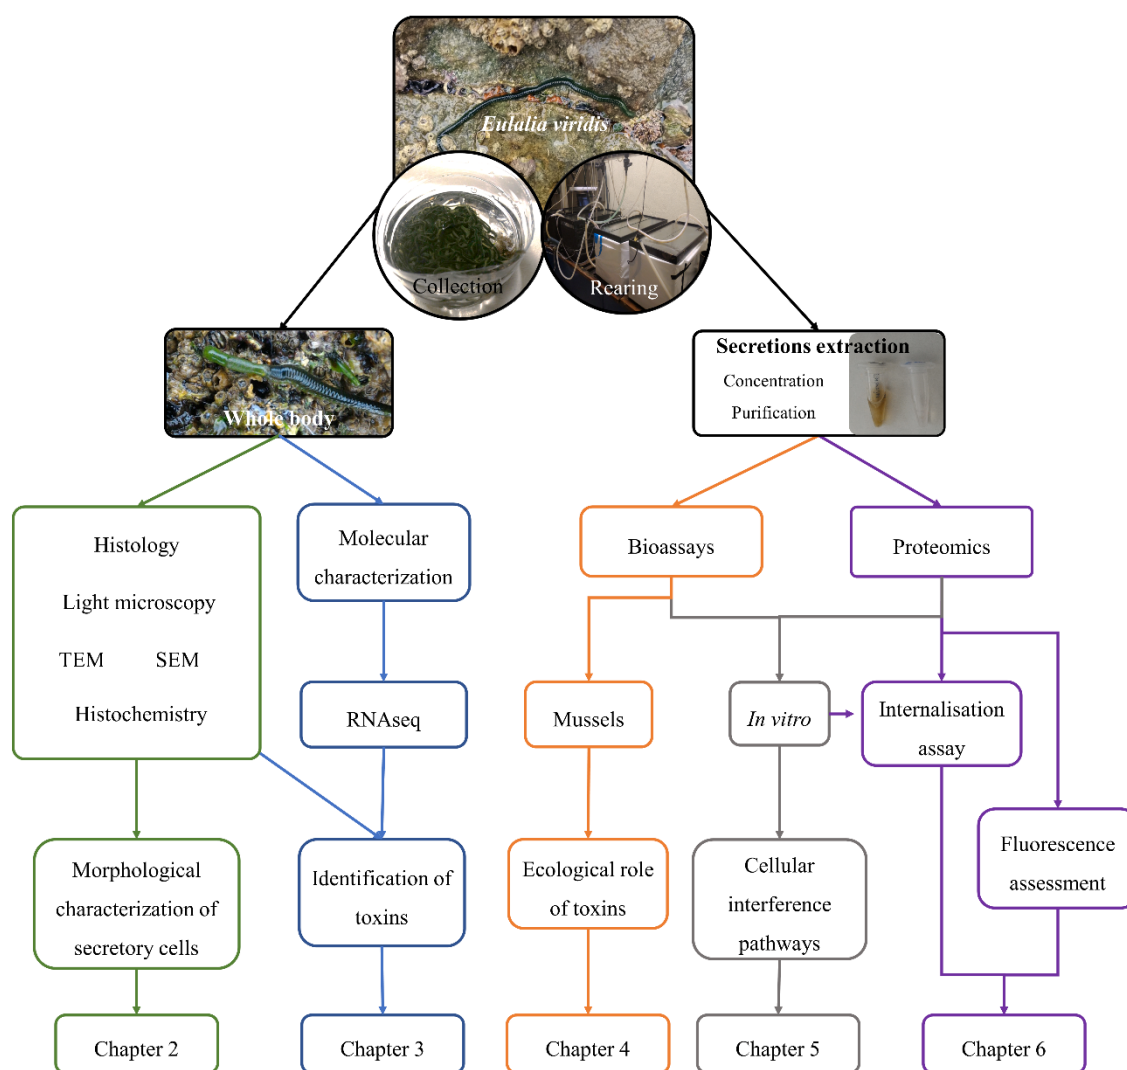 Eulalia viridis
Collection
Rearing
Whole body
Secretions extraction
Concentration
Purification
Histology
Light microscopy
TEM SEM
Histochemistry
Molecular
characterization
Bioassays
Proteomics
RNAseq
Mussels
In vitro
Internalisation
assay
Morphological
characterization of
secretory cells
Identification of
toxins
Ecological role
of toxins
Cellular
interference
pathways
Fluorescence
assessment
Chapter 2
Chapter 3
Chapter 4
Chapter 5
Chapter 6